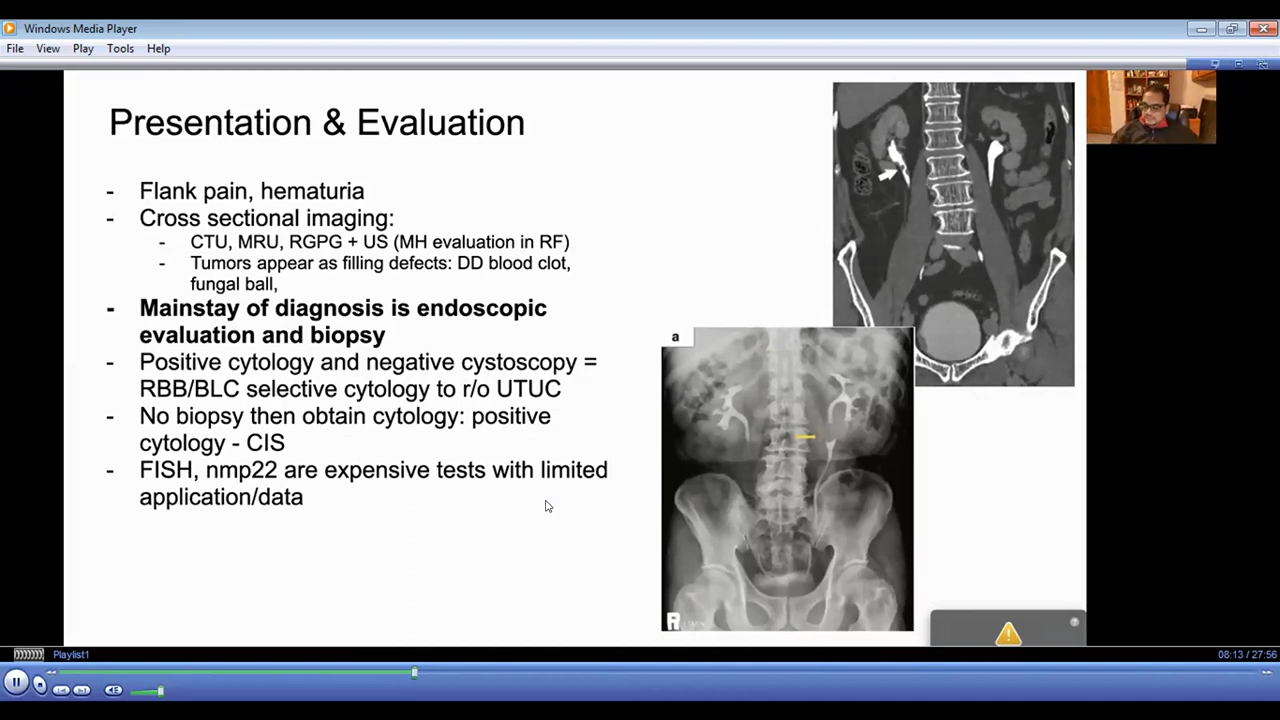 Windows Media Player
File View Play Tools Help
Presentation & Evaluation
- Flank pain, hematuria
- Cross sectional imaging:
- CTU, MRU, RGPG + US (MH evaluation in RF)
- Tumors appear as filling defects: DD blood clot,
fungal ball,
- Mainstay of diagnosis is endoscopic
evaluation and biopsy
- Positive cytology and negative cystoscopy =
RBB/BLC selective cytology to r/o UTUC
- No biopsy then obtain cytology: positive
cytology - CIS
- FISH, nmp22 are expensive tests with limited
application/data
a
R
Playlist1
08:13 / 27:56